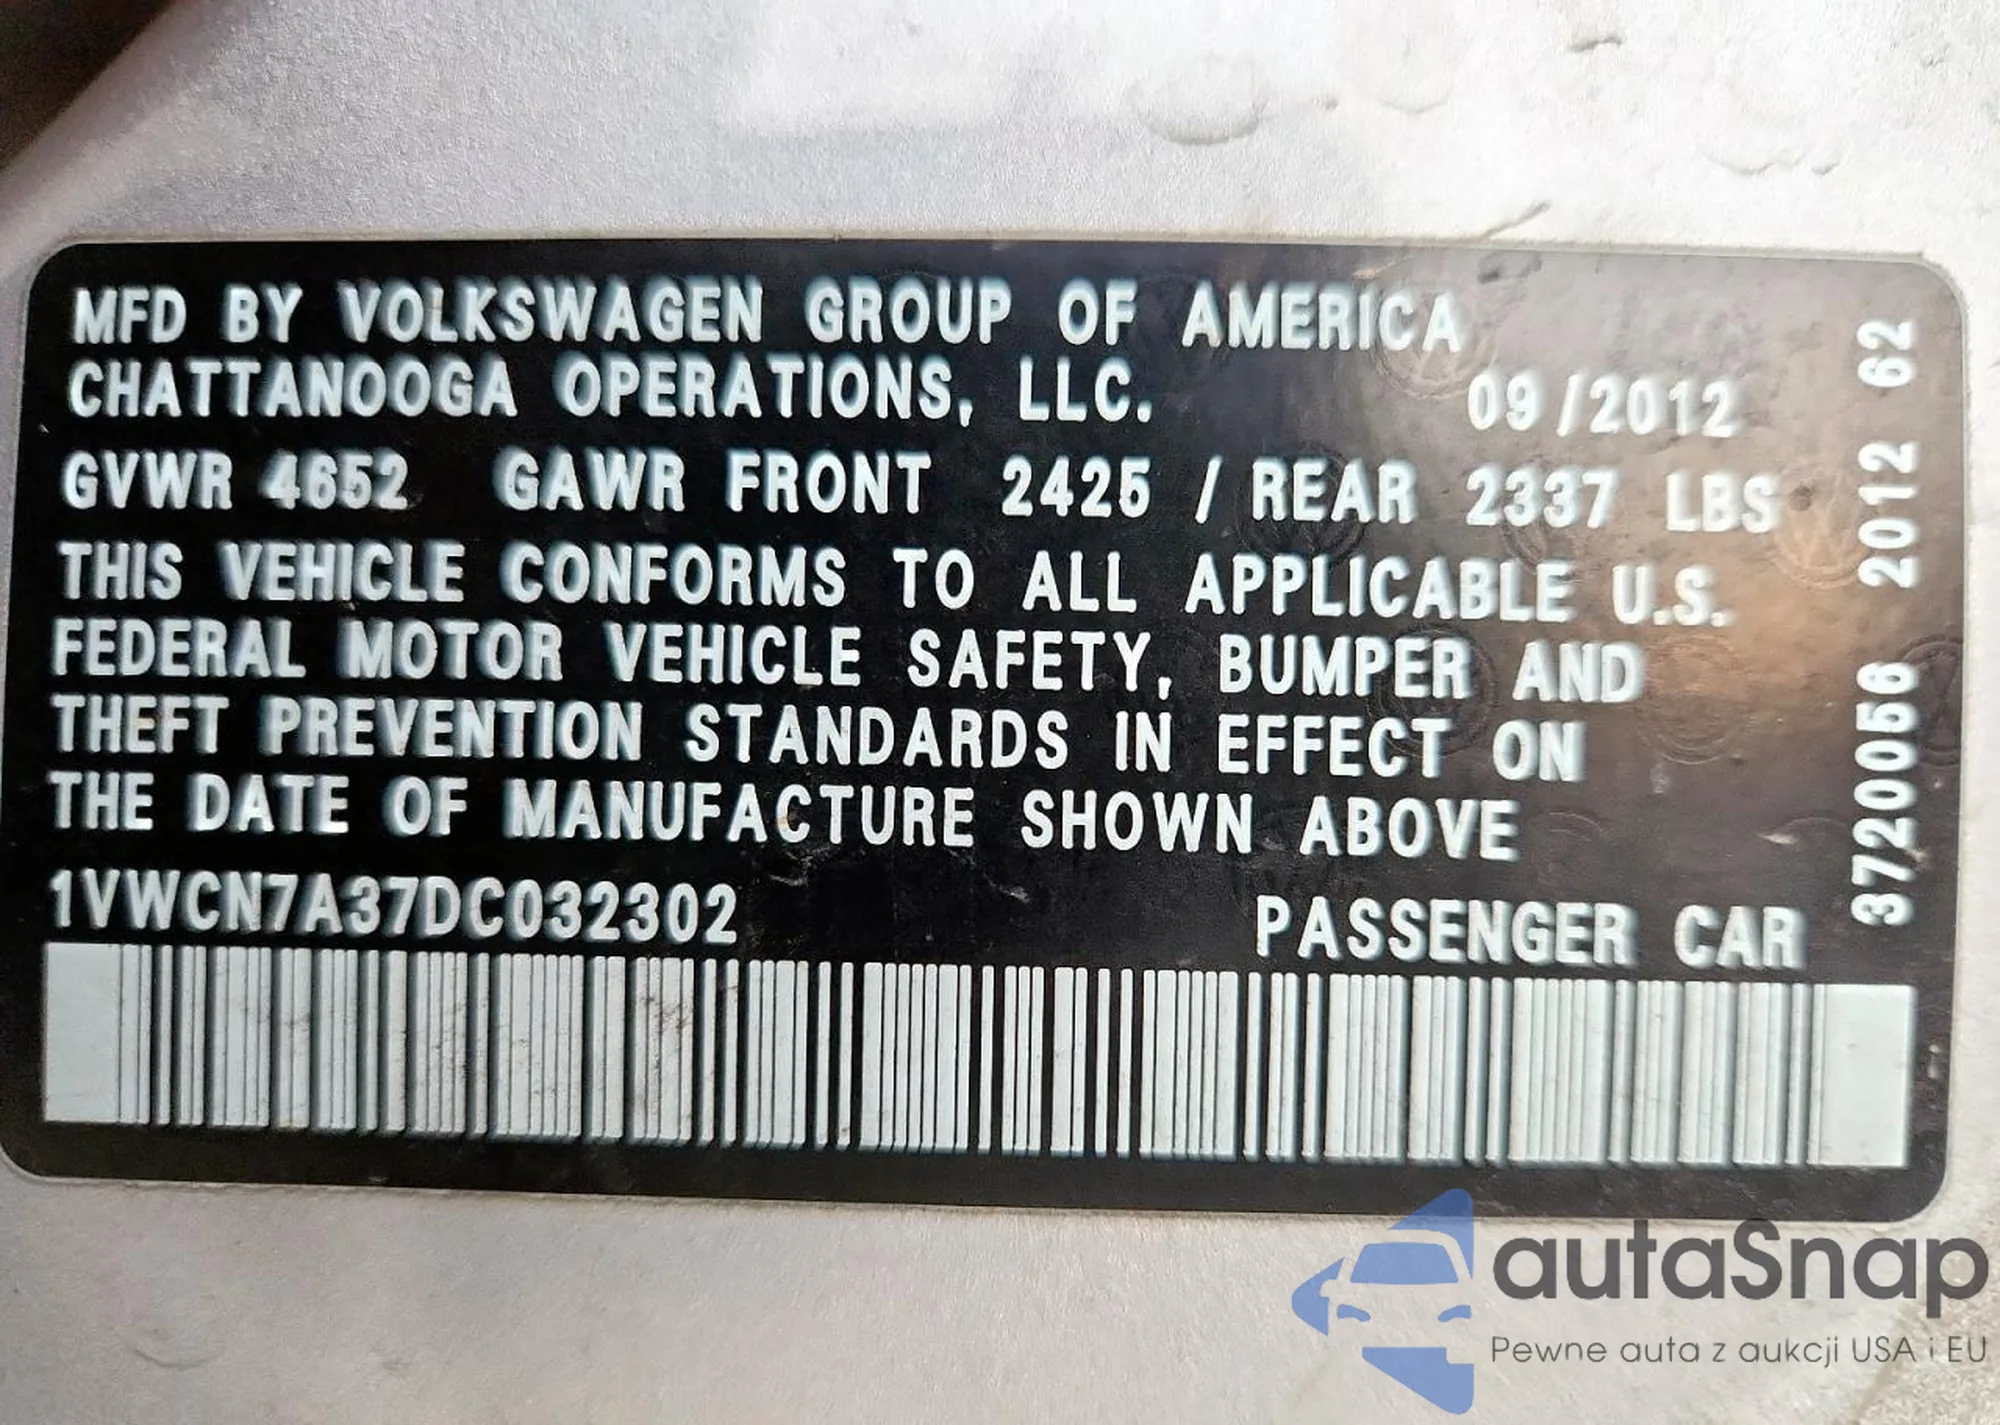 MFD BY VOLKSWAGEN GROUP OF AMERICA
CHATTANOOGA OPERATIONS, LLC. 09/2012
GVWR 4652 GAWR FRONT 2425 / REAR 2337 LBS
THIS VEHICLE CONFORMS TO ALL APPLICABLE U.S.
FEDERAL MOTOR VEHICLE SAFETY, BUMPER AND
THEFT PREVENTION STANDARDS IN EFFECT ON
THE DATE OF MANUFACTURE SHOWN ABOVE
1VWCN7A37DC032302 PASSENGER CAR
3720056 2012 62
autaSnap
Pewne auta z aukcji USA i EU